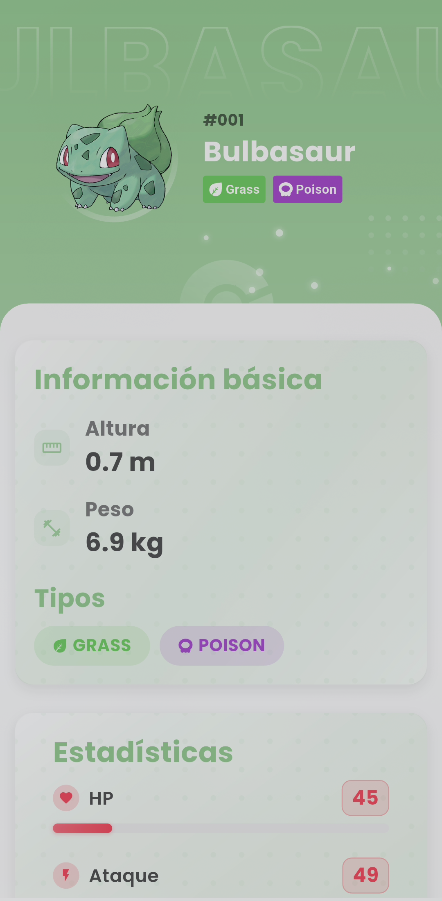 ULBASAU
#001
Bulbasaur
Grass Poison
Información básica
Altura
0.7 m
Peso
6.9 kg
Tipos
GRASS POISON
Estadísticas
HP 45
Ataque 49